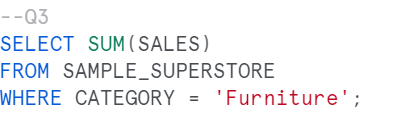 --Q3
SELECT SUM(SALES)
FROM SAMPLE_SUPERSTORE
WHERE CATEGORY = 'Furniture';